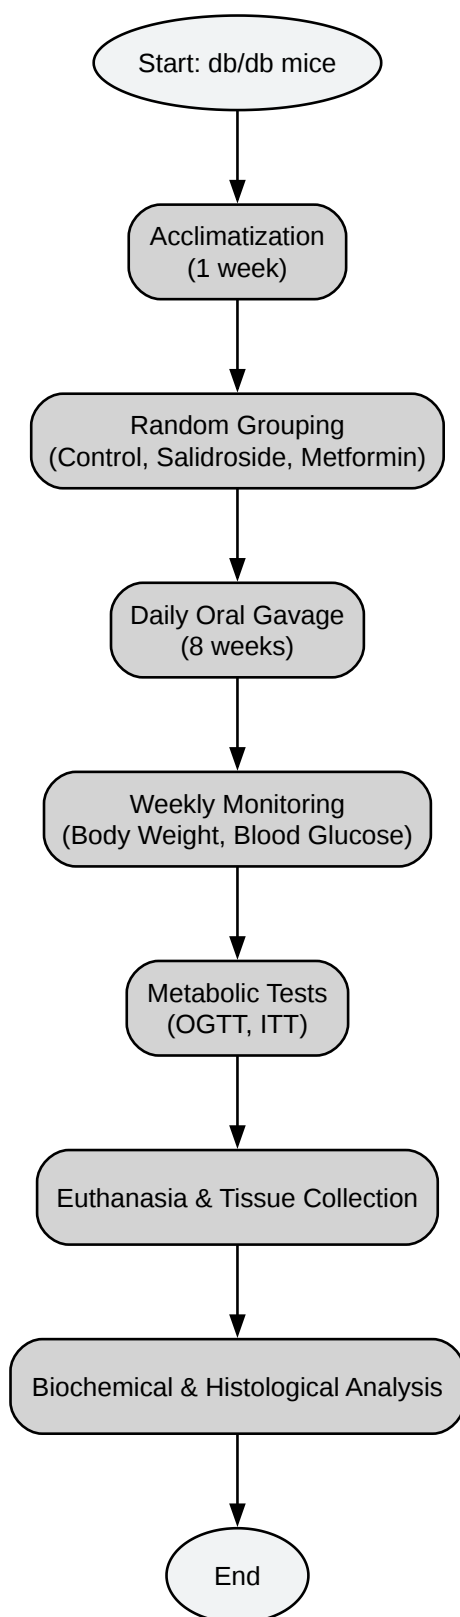 Start: db/db mice
Acclimatization
(1 week)
Random Grouping
(Control, Salidroside, Metformin)
Daily Oral Gavage
(8 weeks)
Weekly Monitoring
(Body Weight, Blood Glucose)
Metabolic Tests
(OGTT, ITT)
Euthanasia & Tissue Collection
Biochemical & Histological Analysis
End